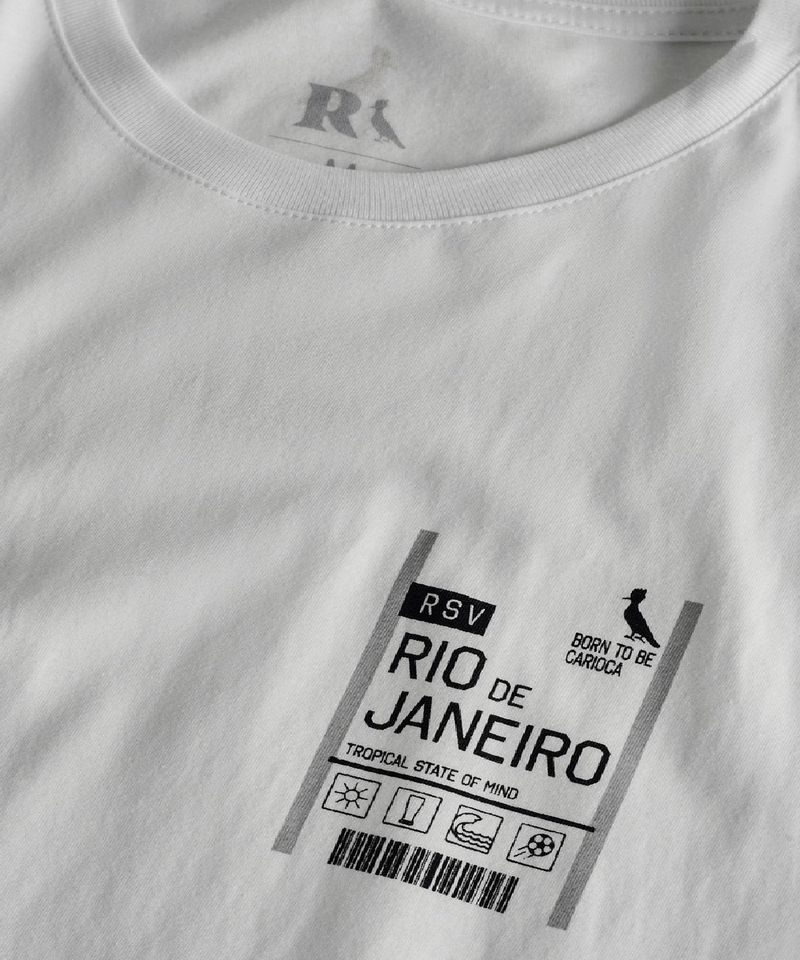 R
RSV
BORN TO BE
CARIOCA
RIO DE
JANEIRO
TROPICAL STATE OF MIND